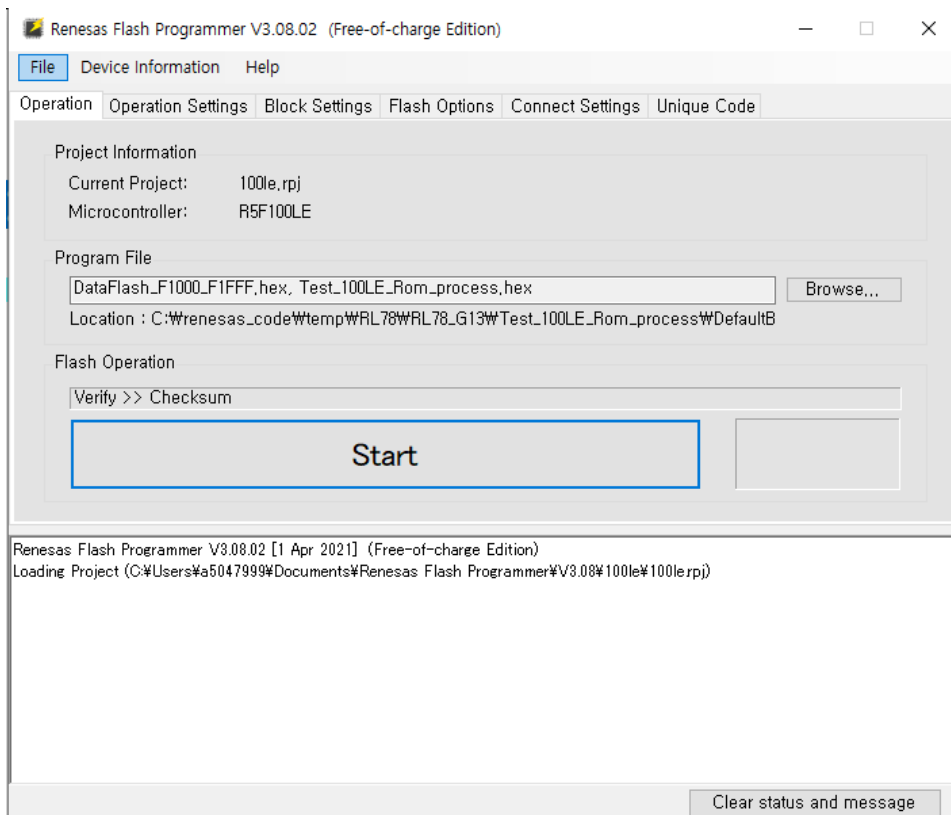 Renesas Flash Programmer V3.08.02 (Free-of-charge Edition)
File Device Information Help
Operation Operation Settings Block Settings Flash Options Connect Settings Unique Code
Project Information
Current Project: 100le.rpj
Microcontroller: R5F100LE
Program File
DataFlash_F1000_F1FFF.hex, Test_100LE_Rom_process.hex Browse...
Location : C:₩renesas_code₩temp₩RL78₩RL78_G13₩Test_100LE_Rom_process₩DefaultB
Flash Operation
Verify >> Checksum
Start
Renesas Flash Programmer V3.08.02 [1 Apr 2021] (Free-of-charge Edition)
Loading Project (C:¥Users¥a5047999¥Documents¥Renesas Flash Programmer¥V3.08¥100le¥100le.rpj)
Clear status and message